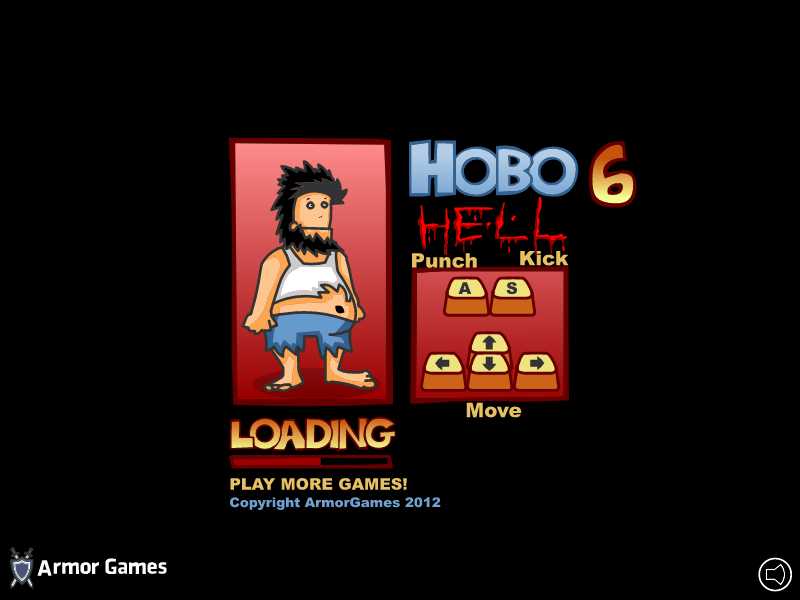 HOBO 6
HELL
Punch Kick
A S
Move
LOADING
PLAY MORE GAMES!
Copyright ArmorGames 2012
Armor Games